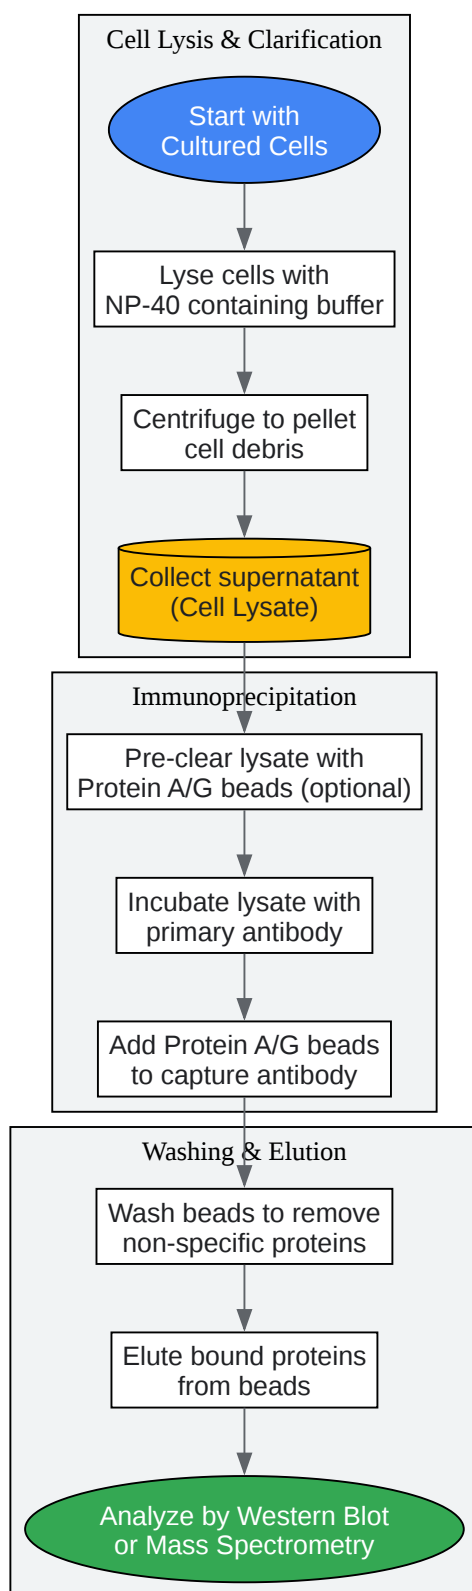 Cell Lysis & Clarification
Start with
Cultured Cells
Lyse cells with
NP-40 containing buffer
Centrifuge to pellet
cell debris
Collect supernatant
(Cell Lysate)
Immunoprecipitation
Pre-clear lysate with
Protein A/G beads (optional)
Incubate lysate with
primary antibody
Add Protein A/G beads
to capture antibody
Washing & Elution
Wash beads to remove
non-specific proteins
Elute bound proteins
from beads
Analyze by Western Blot
or Mass Spectrometry